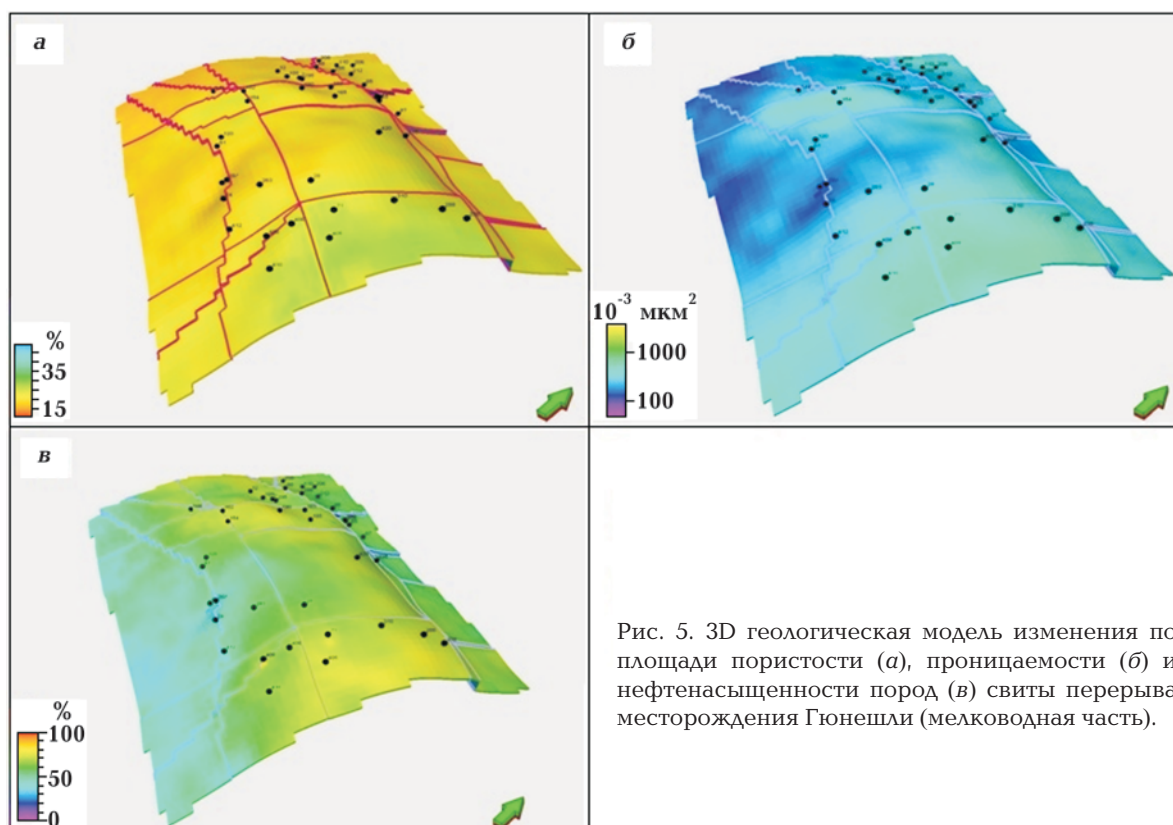 а
%
35
15
б
10⁻³ мкм²
1000
100
в
%
100
50
0
Рис. 5. 3D геологическая модель изменения по
площади пористости (а), проницаемости (б) и
нефтенасыщенности пород (в) свиты перерыва
месторождения Гюнешли (мелководная часть).